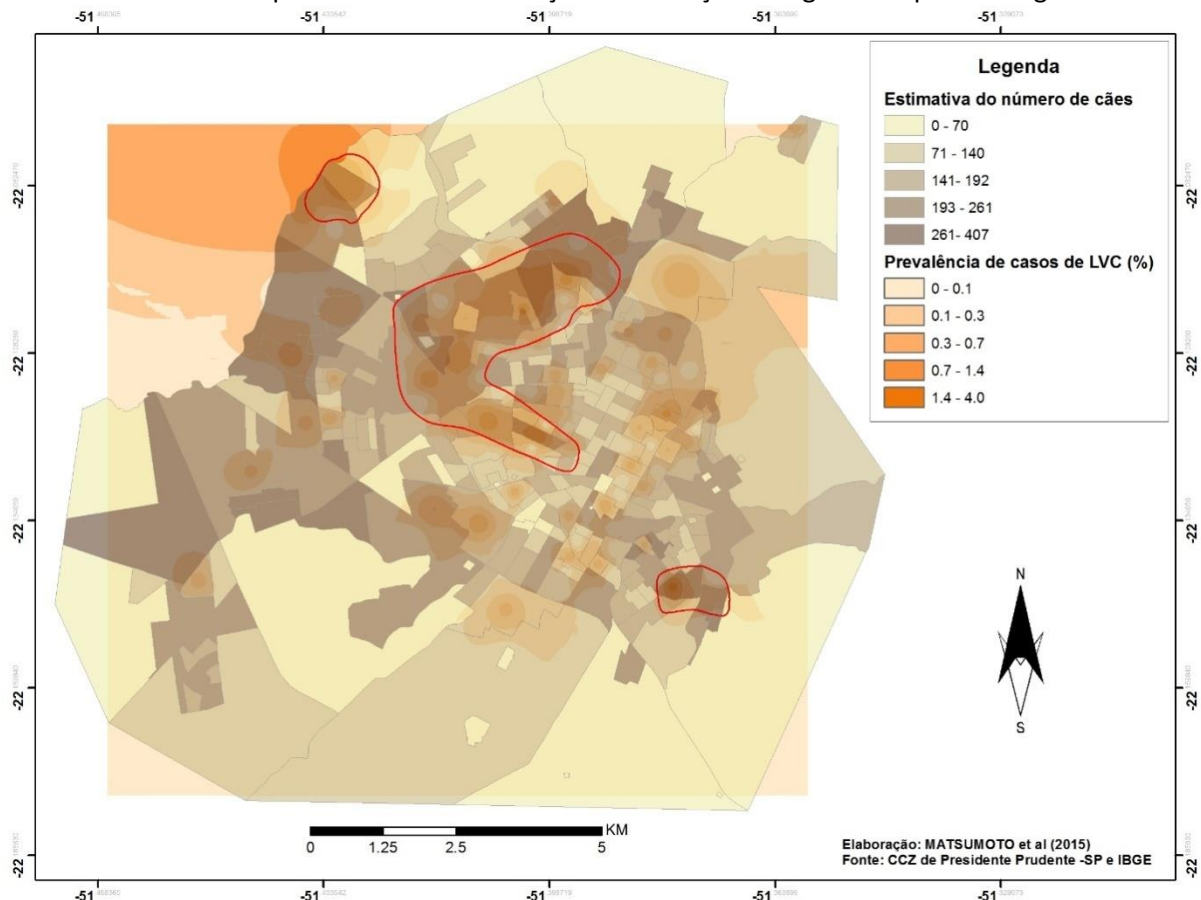 -51 -51 -51 -51 -51
Legenda
Estimativa do número de cães
0 - 70
71 - 140
141- 192
193 - 261
261- 407
Prevalência de casos de LVC (%)
0 - 0.1
0.1 - 0.3
0.3 - 0.7
0.7 - 1.4
1.4 - 4.0
-22 -22
-22 -22
-22 -22
-22 -22
-22 -22
N
S
KM
0 1.25 2.5 5
Elaboração: MATSUMOTO et al (2015)
Fonte: CCZ de Presidente Prudente -SP e IBGE
-51 -51 -51 -51 -51